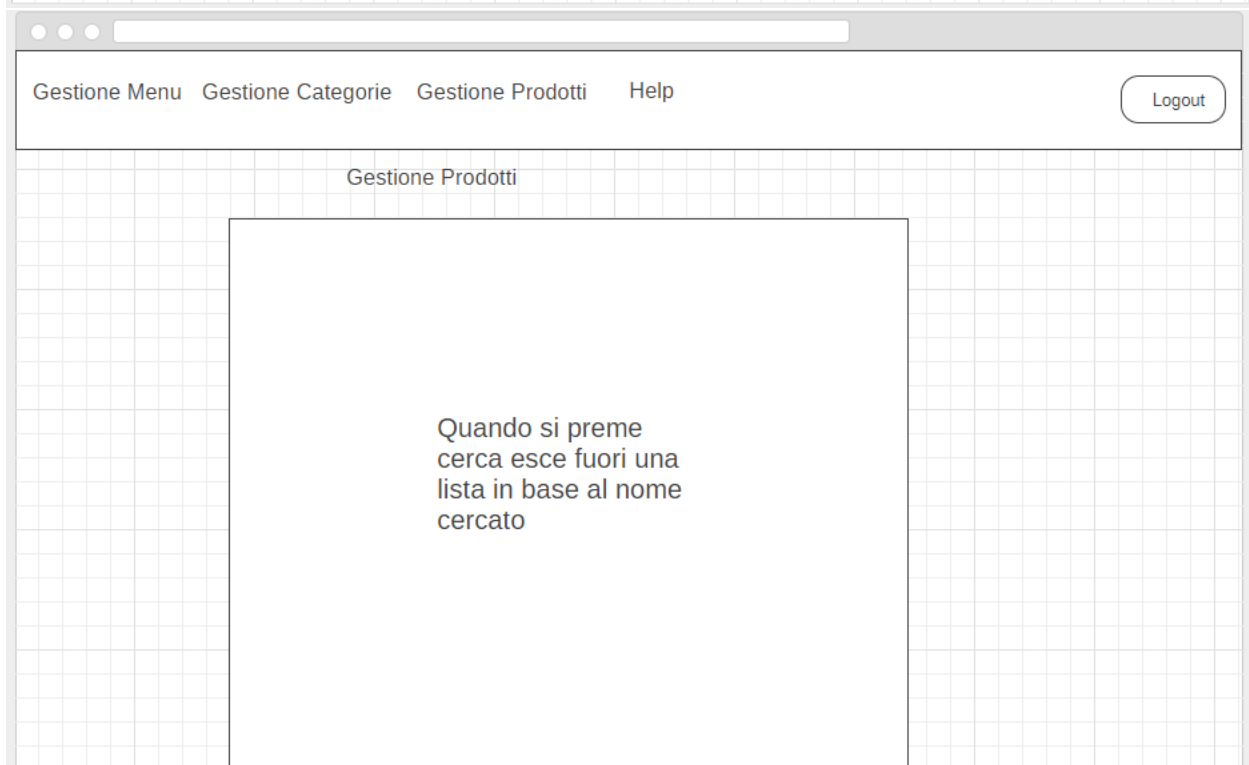 Gestione Menu Gestione Categorie Gestione Prodotti Help Logout
Gestione Prodotti
Quando si preme
cerca esce fuori una
lista in base al nome
cercato